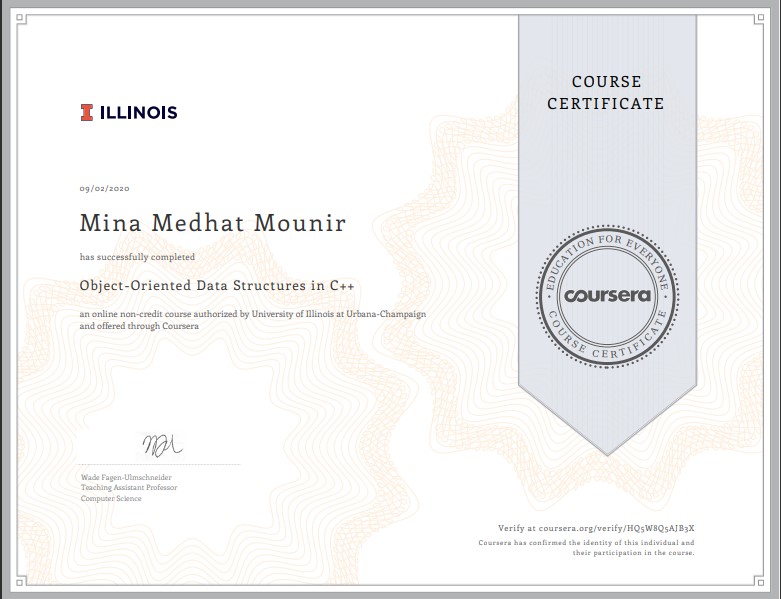 COURSE
CERTIFICATE
I ILLINOIS
09/02/2020
Mina Medhat Mounir
has successfully completed
Object-Oriented Data Structures in C++
an online non-credit course authorized by University of Illinois at Urbana-Champaign
and offered through Coursera
EDUCATION FOR EVERYONE
coursera
COURSE CERTIFICATE
Wade Fagen-Ulmschneider
Teaching Assistant Professor
Computer Science
Verify at coursera.org/verify/HQ5W8Q5AJB3X
Coursera has confirmed the identity of this individual and
their participation in the course.